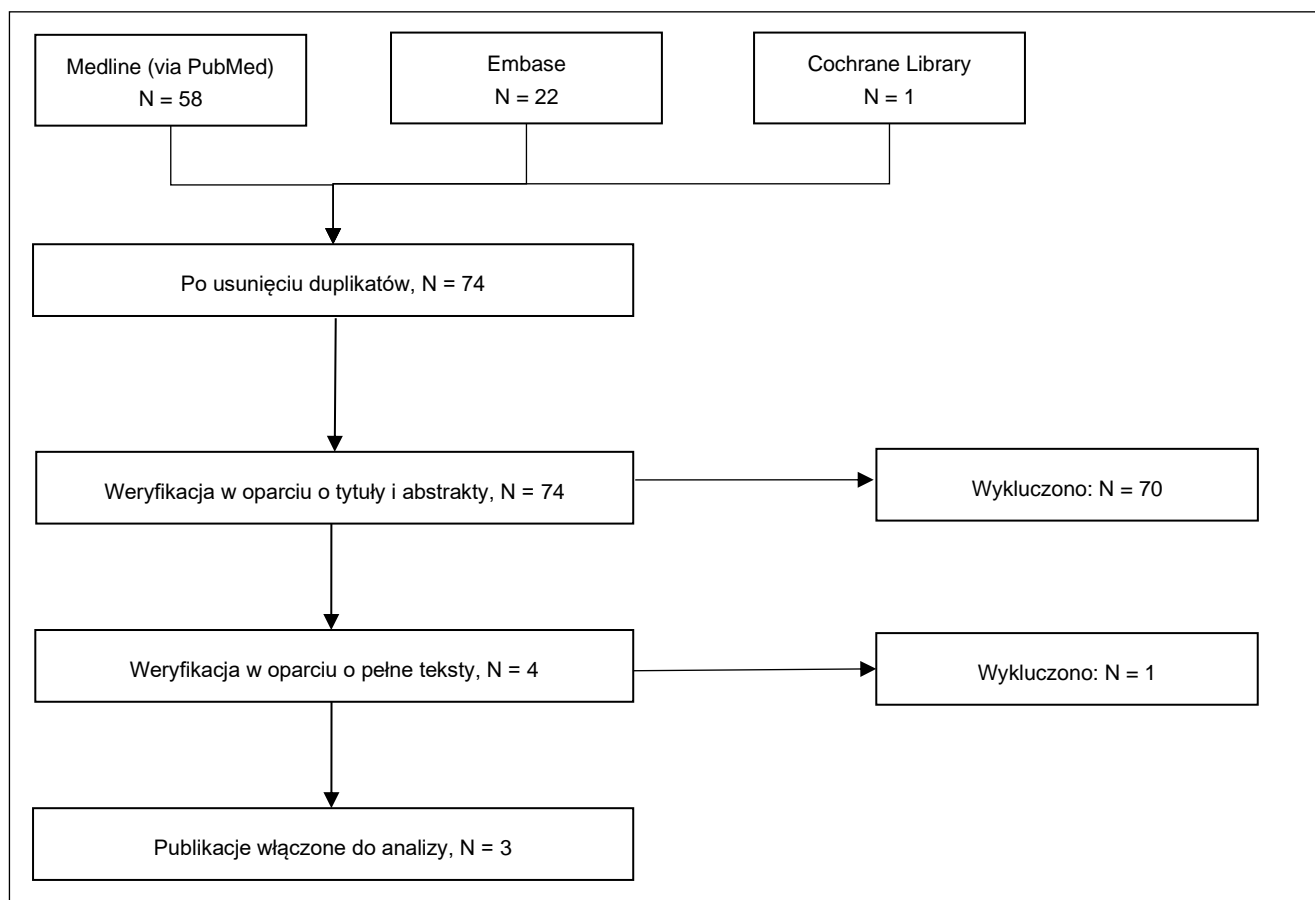 Medline (via PubMed)
N = 58
Embase
N = 22
Cochrane Library
N = 1
Po usunięciu duplikatów, N = 74
Weryfikacja w oparciu o tytuły i abstrakty, N = 74
Wykluczono: N = 70
Weryfikacja w oparciu o pełne teksty, N = 4
Wykluczono: N = 1
Publikacje włączone do analizy, N = 3